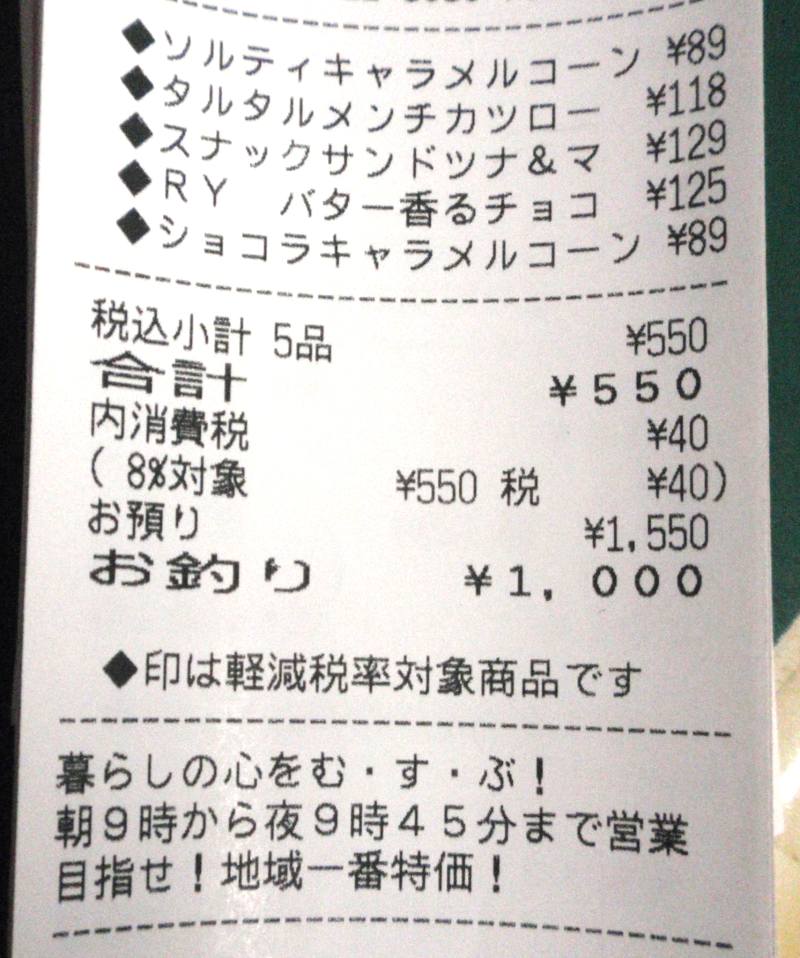 ◆ソルティキャラメルコーン ¥89
◆タルタルメンチカツロー ¥118
◆スナックサンドツナ&マ ¥129
◆RY バター香るチョコ ¥125
◆ショコラキャラメルコーン ¥89
税込小計 5品 ¥550
合計 ¥550
内消費税 ¥40
( 8%対象 ¥550 税 ¥40)
お預り ¥1,550
お釣り ¥1,000
◆印は軽減税率対象商品です
暮らしの心をむ・す・ぶ!
朝9時から夜9時45分まで営業
目指せ!地域一番特価!